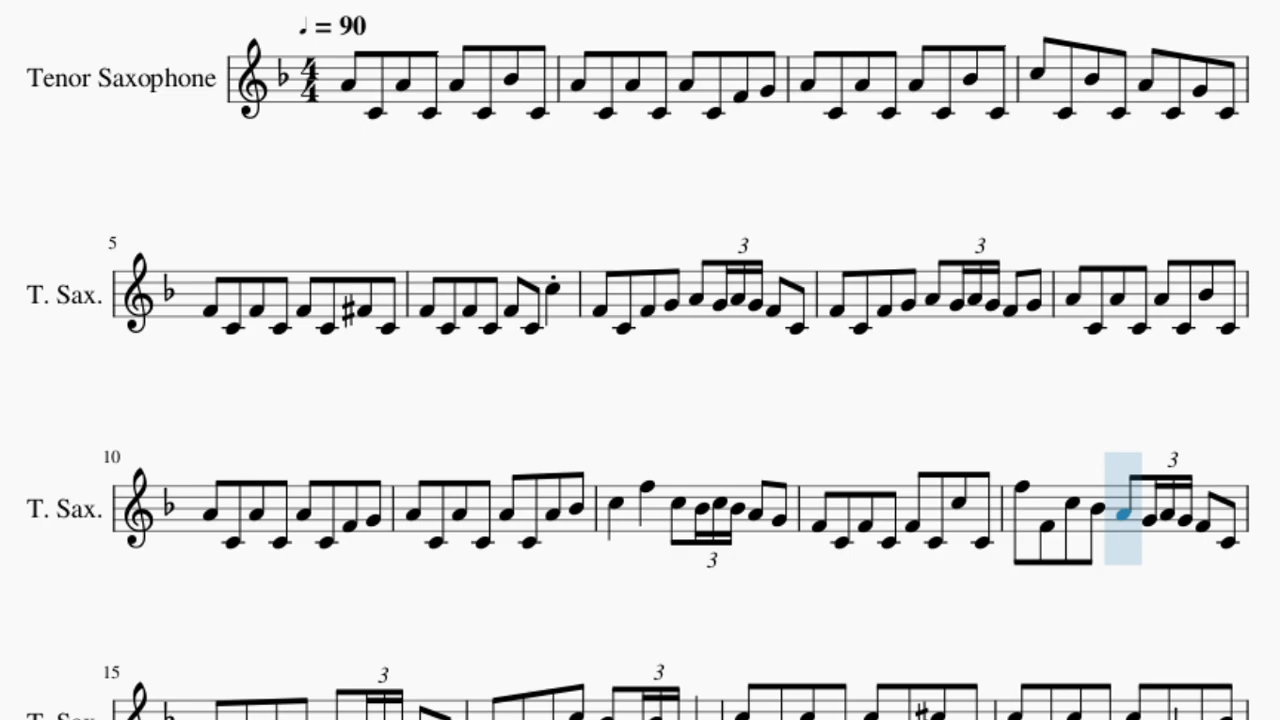 ♩ = 90
Tenor Saxophone
4
4
5
3
3
T. Sax.
10
3
T. Sax.
3
15
3
3
T. Sax.